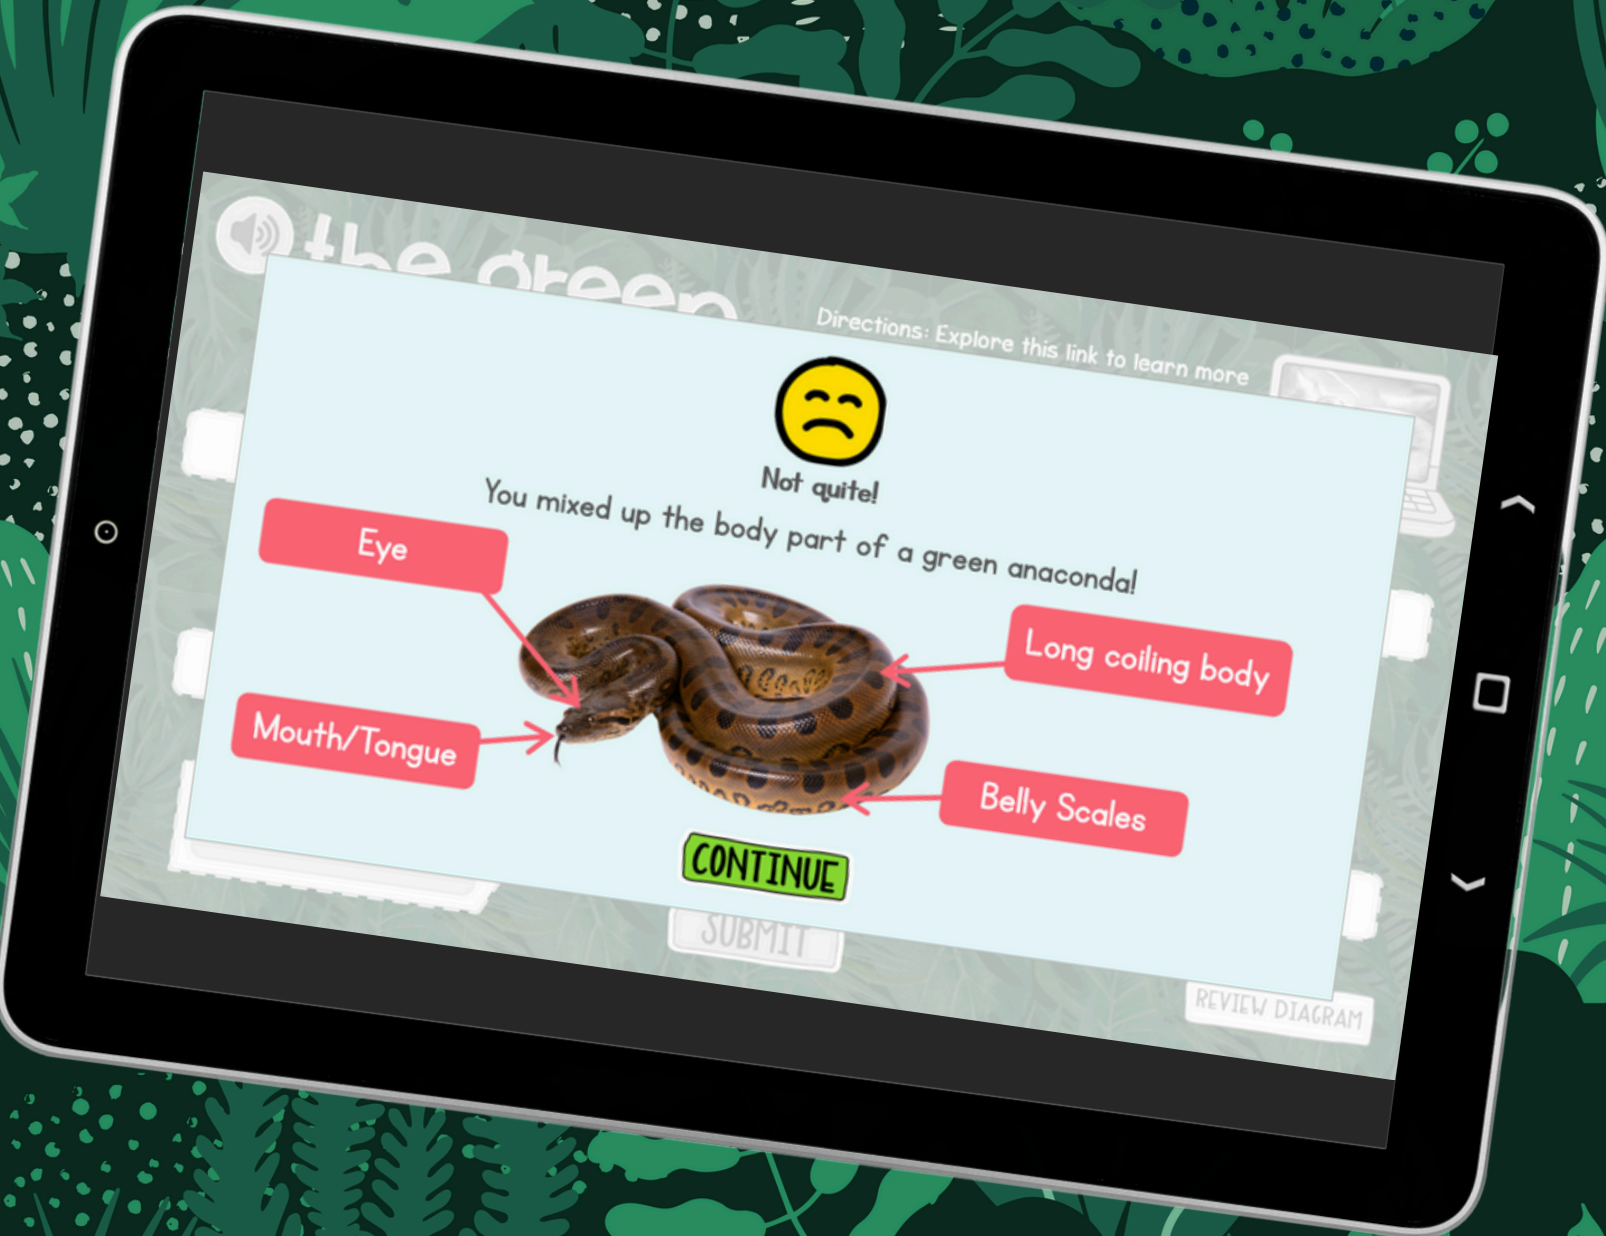 the green
Directions: Explore this link to learn more
Not quite!
You mixed up the body part of a green anaconda!
Eye
Long coiling body
Mouth/Tongue
Belly Scales
CONTINUE
SUBMIT
REVIEW DIAGRAM